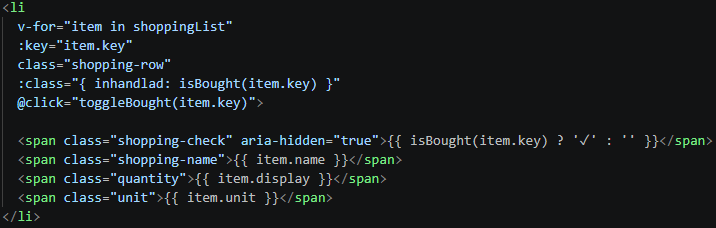 <li
v-for="item in shoppingList"
:key="item.key"
class="shopping-row"
:class="{ inhandlad: isBought(item.key) }"
@click="toggleBought(item.key)">
<span class="shopping-check" aria-hidden="true">{{ isBought(item.key) ? '✓' : '' }}</span>
<span class="shopping-name">{{ item.name }}</span>
<span class="quantity">{{ item.display }}</span>
<span class="unit">{{ item.unit }}</span>
</li>